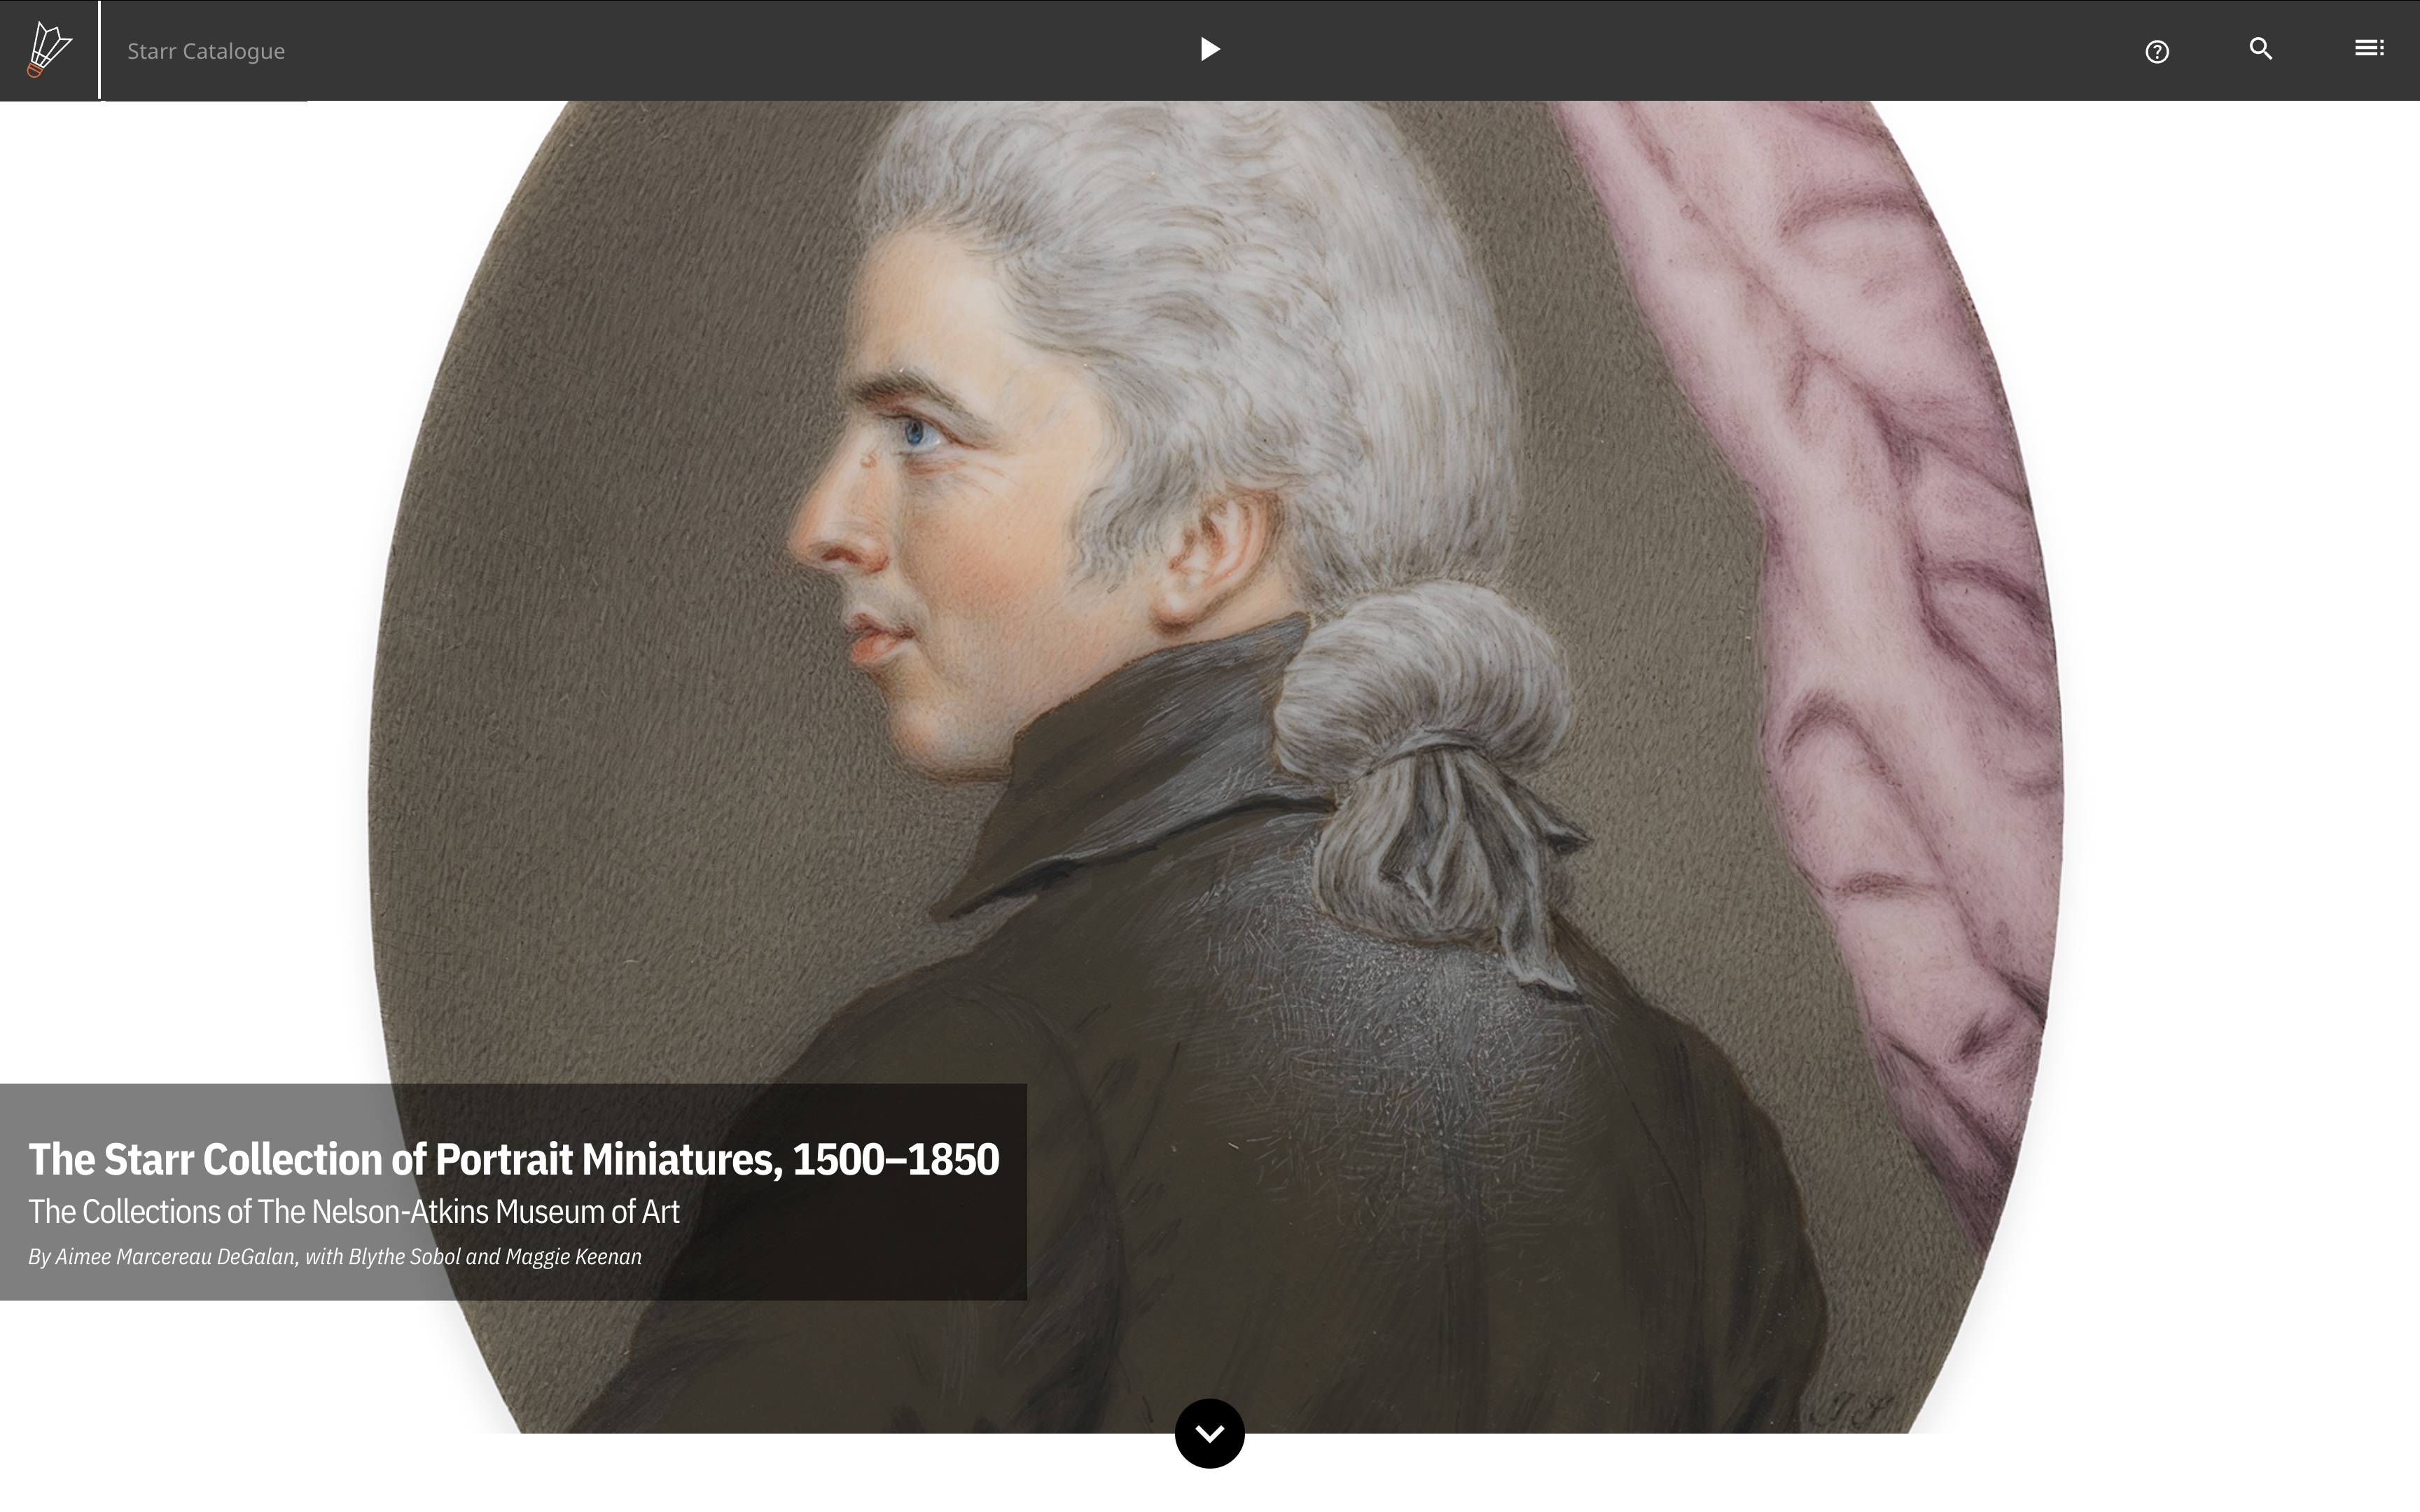 Starr Catalogue
The Starr Collection of Portrait Miniatures, 1500–1850
The Collections of The Nelson-Atkins Museum of Art
By Aimee Marcereau DeGalan, with Blythe Sobol and Maggie Keenan